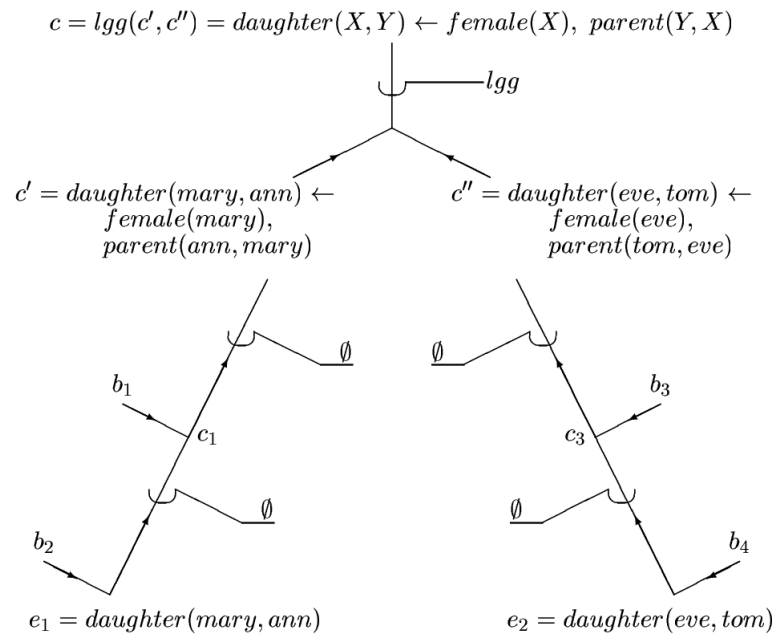 c = lgg(c′, c″) = daughter(X, Y) ← female(X), parent(Y, X)
lgg
c′ = daughter(mary, ann) ←
female(mary),
parent(ann, mary)
c″ = daughter(eve, tom) ←
female(eve),
parent(tom, eve)
∅
∅
b₁
b₃
c₁
c₃
∅
∅
b₂
b₄
e₁ = daughter(mary, ann)
e₂ = daughter(eve, tom)